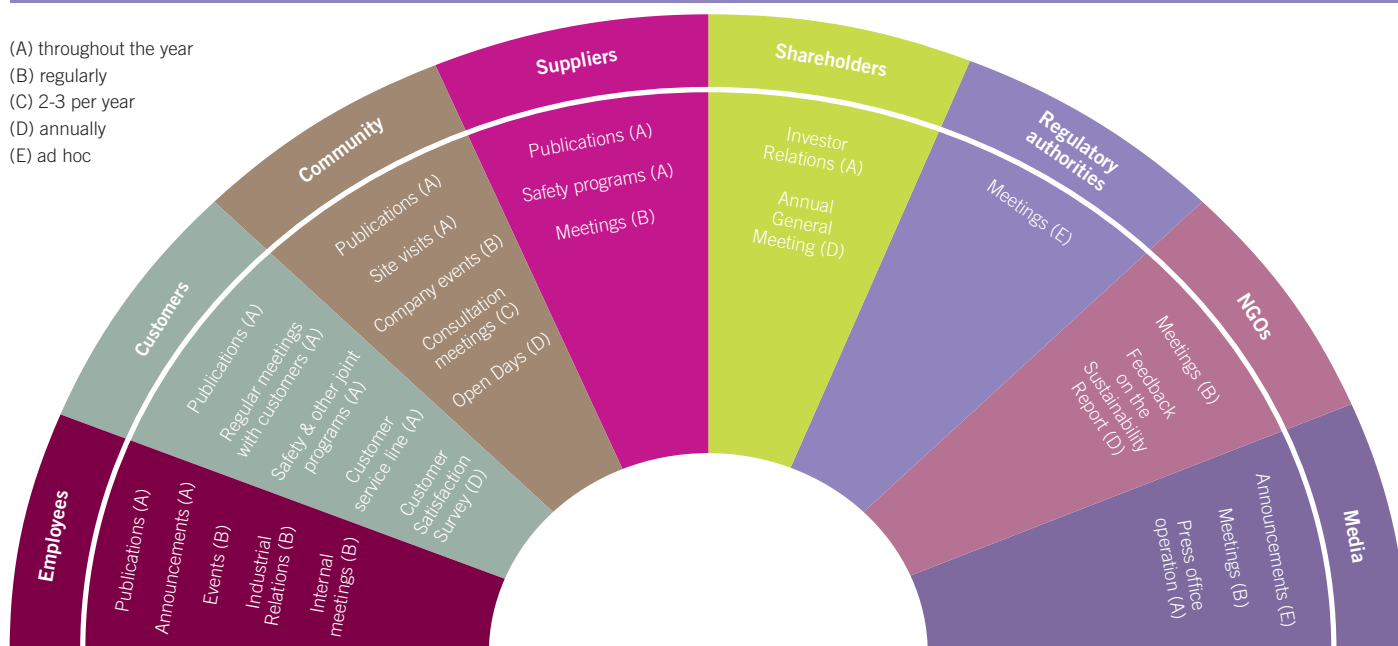 (A) throughout the year
(B) regularly
(C) 2-3 per year
(D) annually
(E) ad hoc
Employees
Publications (A)
Announcements (A)
Events (B)
Industrial
Relations (B)
Internal
meetings (B)
Customers
Publications (A)
Regular meetings
with customers (A)
Safety & other joint
programs (A)
Customer
service line (A)
Customer
Satisfaction
Survey (D)
Community
Publications (A)
Site visits (A)
Company events (B)
Consultation
meetings (C)
Open Days (D)
Suppliers
Publications (A)
Safety programs (A)
Meetings (B)
Shareholders
Investor
Relations (A)
Annual
General
Meeting (D)
Regulatory
authorities
Meetings (E)
NGOs
Meetings (B)
Feedback
on the
Sustainability
Report (D)
Media
Announcements (E)
Meetings (B)
Press office
operation (A)